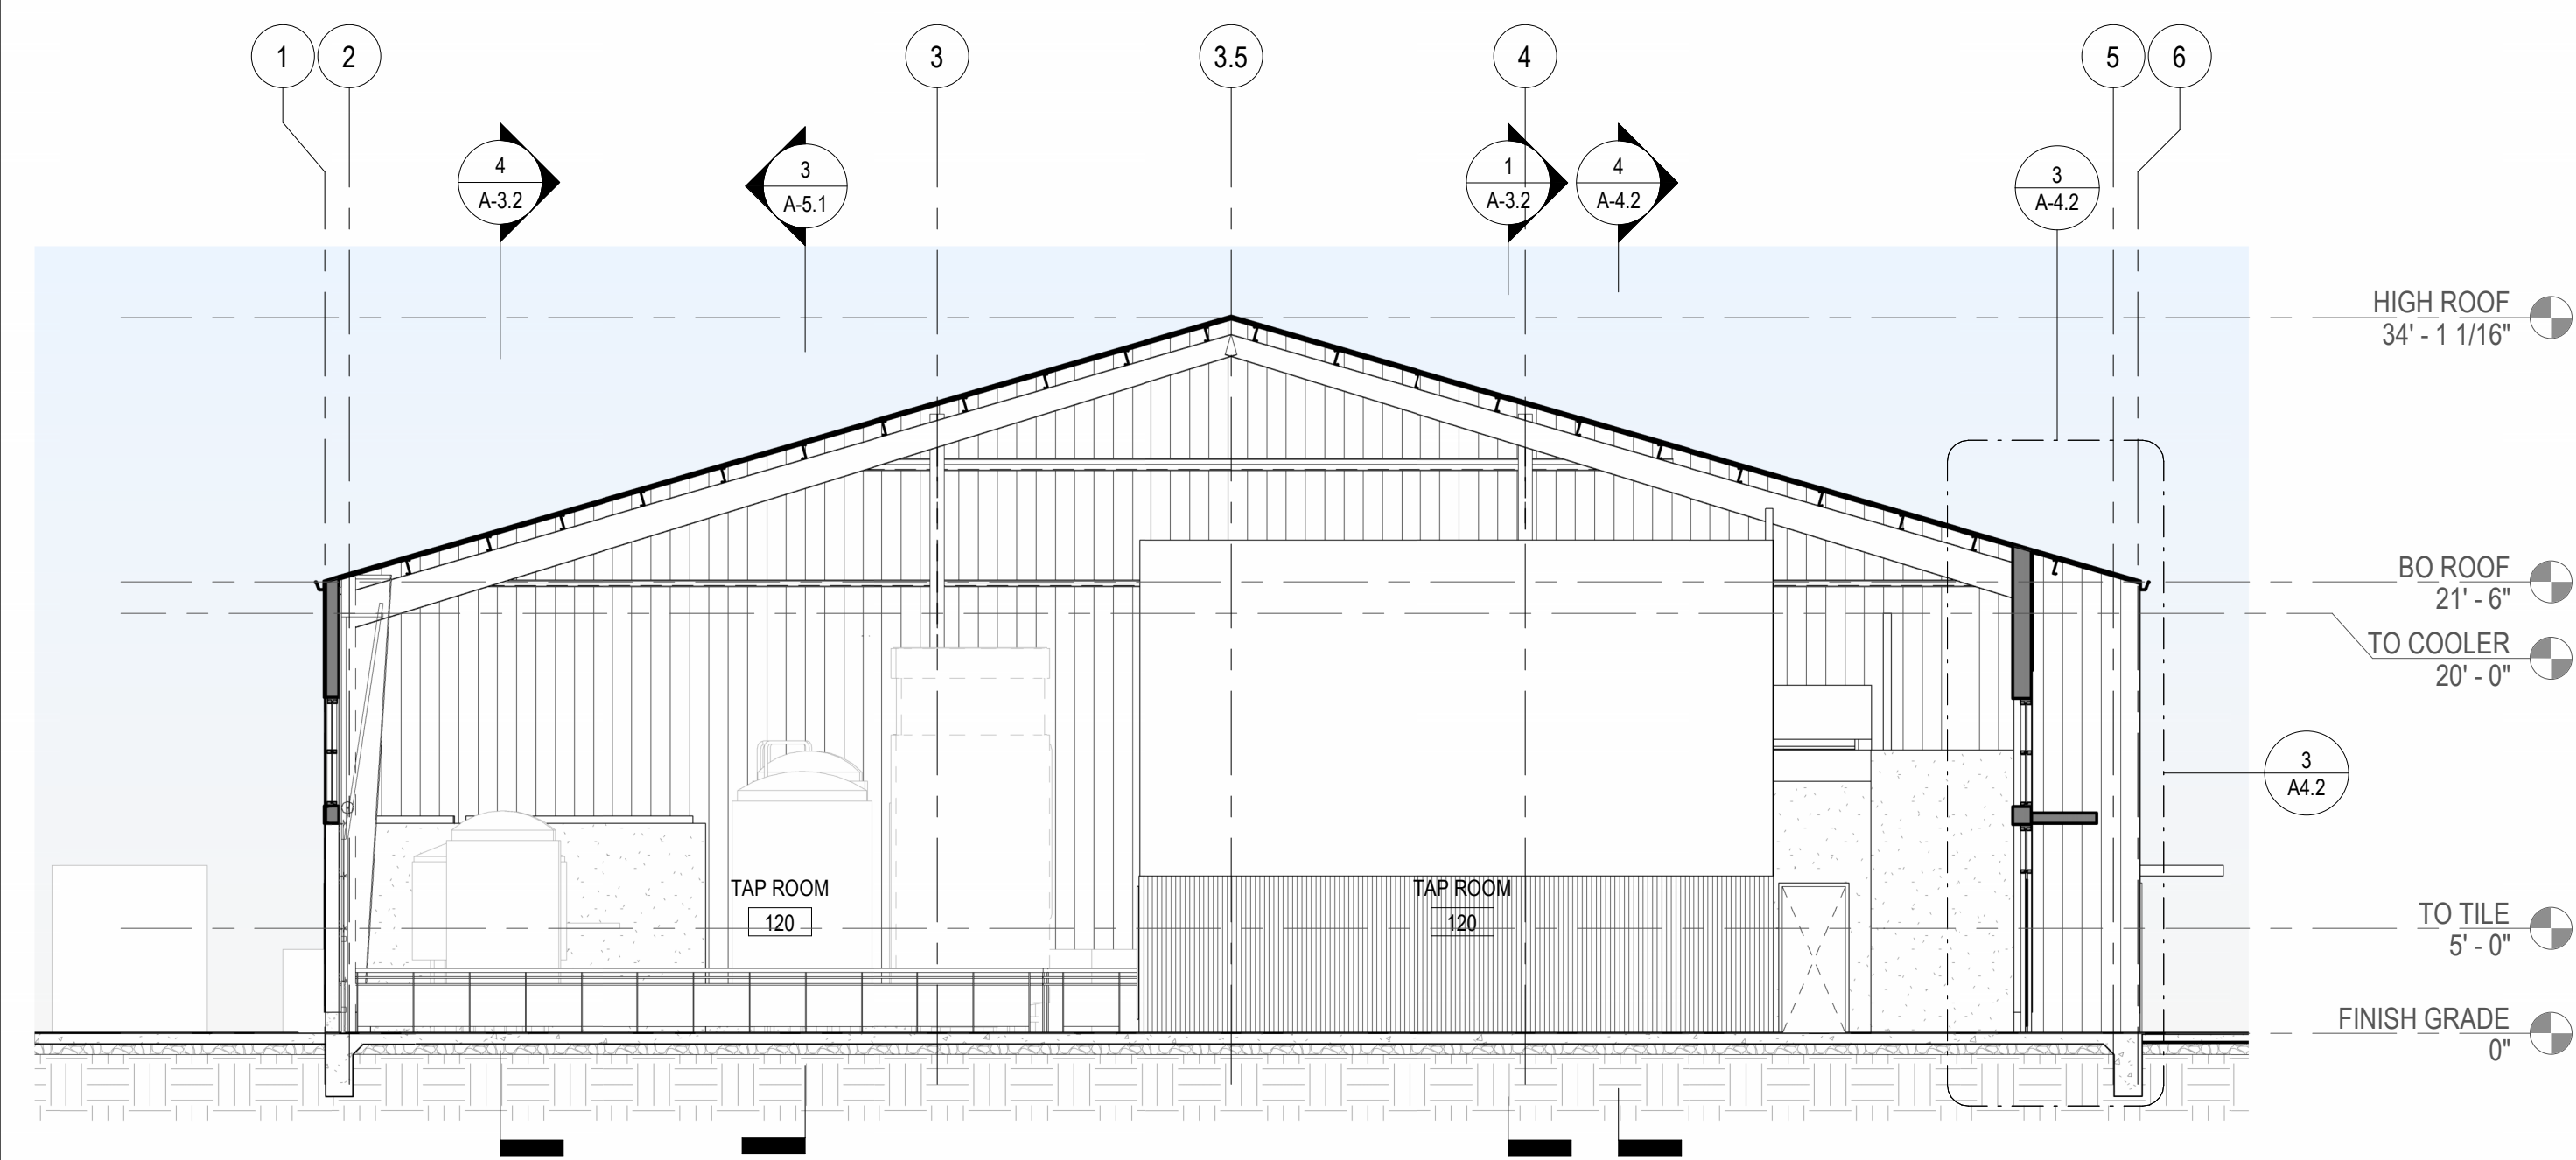 1
2
3
3.5
4
5
6
4
A-3.2
3
A-5.1
1
A-3.2
4
A-4.2
3
A-4.2
HIGH ROOF
34' - 1 1/16"
BO ROOF
21' - 6"
TO COOLER
20' - 0"
3
A4.2
TAP ROOM
120
TAP ROOM
120
TO TILE
5' - 0"
FINISH GRADE
0"